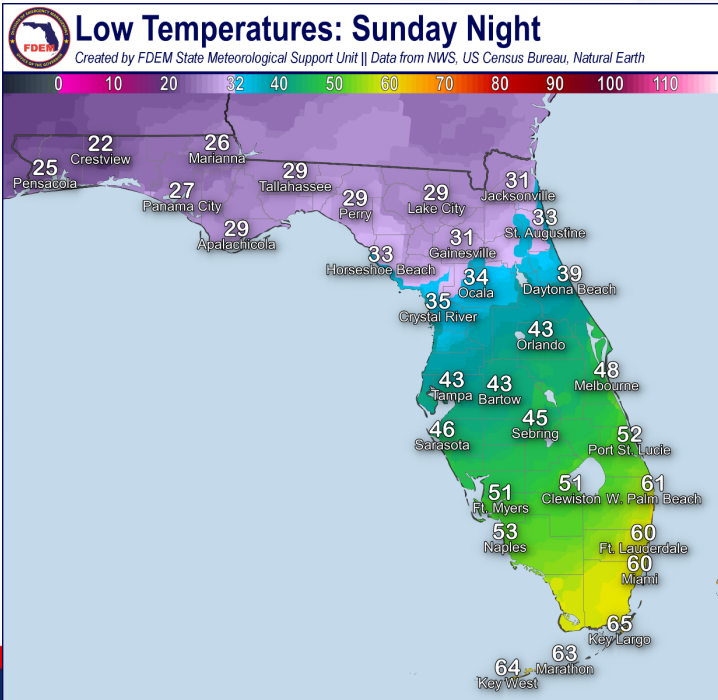 Low Temperatures: Sunday Night
Created by FDEM State Meteorological Support Unit || Data from NWS, US Census Bureau, Natural Earth
FDEM
0 10 20 32 40 50 60 70 80 90 100 110
22
Crestview
26
Marianna
25
Pensacola
27
Panama City
29
Tallahassee
29
Apalachicola
29
Perry
29
Lake City
31
Jacksonville
33
St. Augustine
31
Gainesville
33
Horseshoe Beach
34
Ocala
39
Daytona Beach
35
Crystal River
43
Orlando
43
Tampa
43
Bartow
48
Melbourne
46
Sarasota
45
Sebring
52
Port St. Lucie
51
Ft. Myers
51
Clewiston
61
W. Palm Beach
53
Naples
60
Ft. Lauderdale
60
Miami
65
Key Largo
63
Marathon
64
Key West